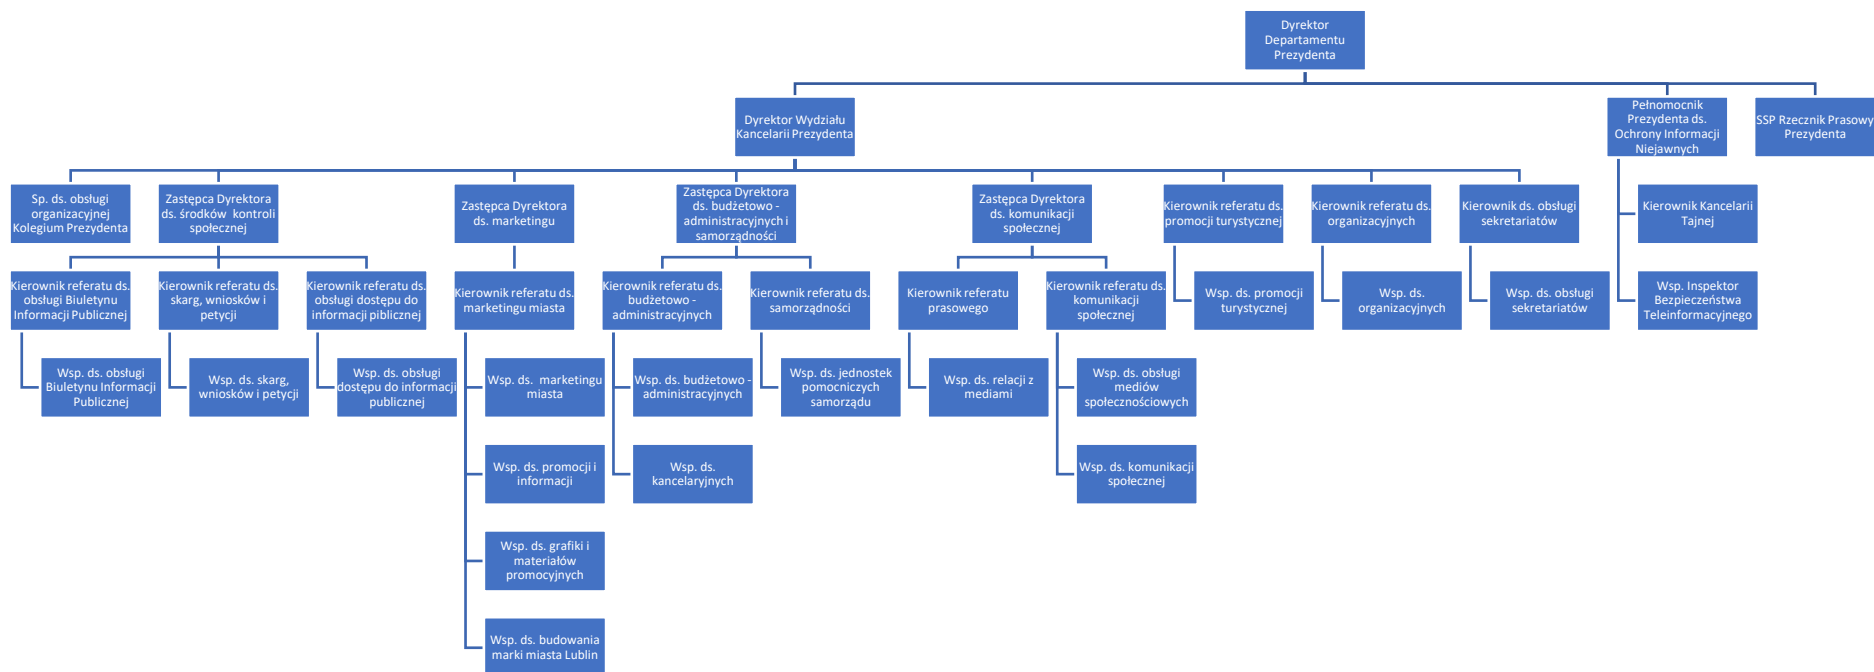 Dyrektor
Departamentu
Prezydenta
Dyrektor Wydziału
Kancelarii Prezydenta
Pełnomocnik
Prezydenta ds.
Ochrony Informacji
Niejawnych
SSP Rzecznik Prasowy
Prezydenta
Sp. ds. obsługi
organizacyjnej
Kolegium Prezydenta
Zastępca Dyrektora
ds. środków kontroli
społecznej
Zastępca Dyrektora
ds. marketingu
Zastępca Dyrektora
ds. budżetowo -
administracyjnych i
samorządności
Zastępca Dyrektora
ds. komunikacji
społecznej
Kierownik referatu ds.
promocji turystycznej
Kierownik referatu ds.
organizacyjnych
Kierownik ds. obsługi
sekretariatów
Kierownik Kancelarii
Tajnej
Kierownik referatu ds.
obsługi Biuletynu
Informacji Publicznej
Kierownik referatu ds.
skarg, wniosków i
petycji
Kierownik referatu ds.
obsługi dostępu do
informacji piblicznej
Kierownik referatu ds.
marketingu miasta
Kierownik referatu ds.
budżetowo -
administracyjnych
Kierownik referatu ds.
samorządności
Kierownik referatu
prasowego
Kierownik referatu ds.
komunikacji
społecznej
Wsp. ds. promocji
turystycznej
Wsp. ds.
organizacyjnych
Wsp. ds. obsługi
sekretariatów
Wsp. Inspektor
Bezpieczeństwa
Teleinformacyjnego
Wsp. ds. obsługi
Biuletynu Informacji
Publicznej
Wsp. ds. skarg,
wniosków i petycji
Wsp. ds. obsługi
dostępu do informacji
publicznej
Wsp. ds. marketingu
miasta
Wsp. ds. budżetowo -
administracyjnych
Wsp. ds. jednostek
pomocniczych
samorządu
Wsp. ds. relacji z
mediami
Wsp. ds. obsługi
mediów
społecznościowych
Wsp. ds. promocji i
informacji
Wsp. ds.
kancelaryjnych
Wsp. ds. komunikacji
społecznej
Wsp. ds. grafiki i
materiałów
promocyjnych
Wsp. ds. budowania
marki miasta Lublin